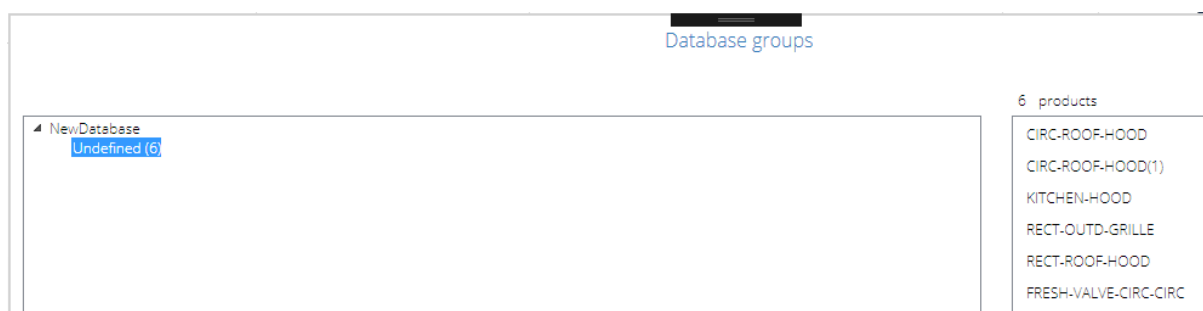 Database groups
6 products
NewDatabase
Undefined (6)
CIRC-ROOF-HOOD
CIRC-ROOF-HOOD(1)
KITCHEN-HOOD
RECT-OUTD-GRILLE
RECT-ROOF-HOOD
FRESH-VALVE-CIRC-CIRC